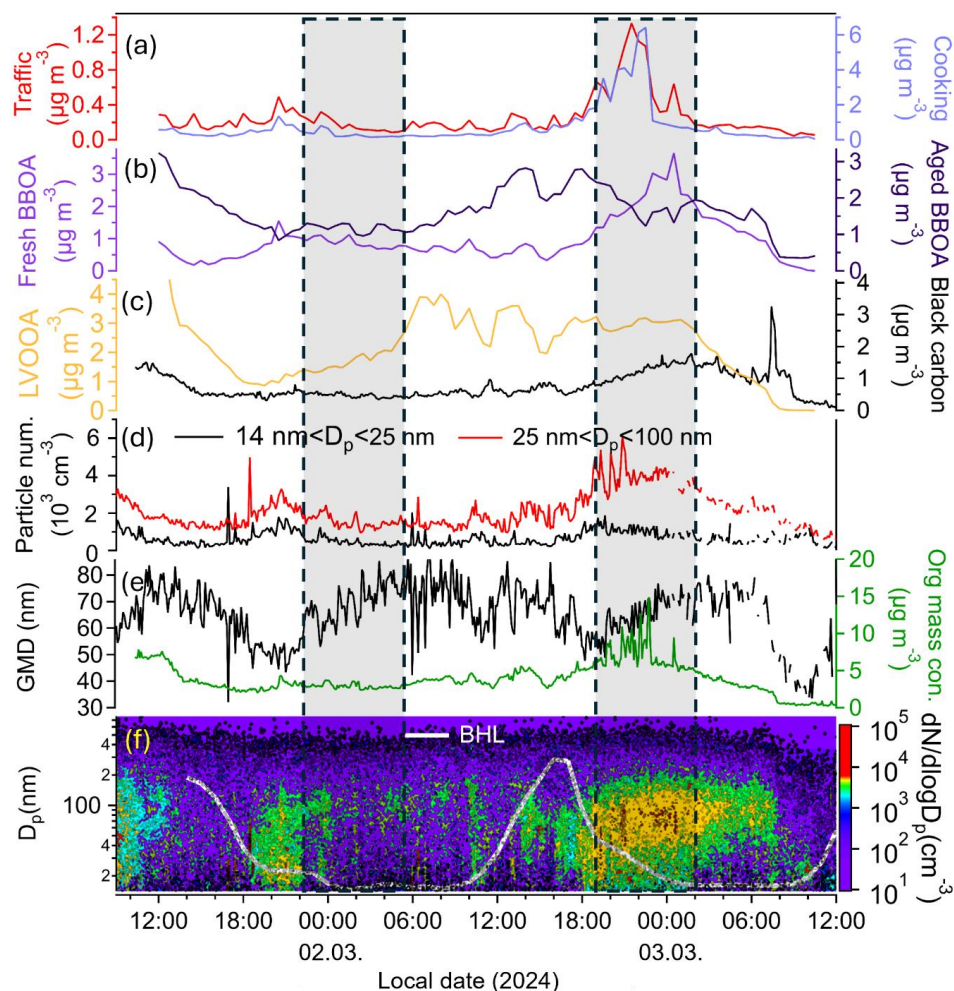 (a)
Traffic
(µg m⁻³)
1.2
0.8
0.4
0.0
6
4
2
0
Cooking
(µg m⁻³)
(b)
Fresh BBOA
(µg m⁻³)
3
2
1
0
3
2
1
0
Aged BBOA
(µg m⁻³)
(c)
LVOOA
(µg m⁻³)
4
3
2
1
0
4
3
2
1
0
Black carbon
(µg m⁻³)
(d)
14 nm<Dₚ<25 nm
25 nm<Dₚ<100 nm
Particle num.
(10³ cm⁻³)
6
4
2
0
(e)
GMD (nm)
80
70
60
50
40
30
20
15
10
5
0
Org mass con.
(µg m⁻³)
(f)
BHL
Dₚ(nm)
4
2
100
4
2
10⁵
10⁴
10³
10²
10¹
dN/dlogDₚ(cm⁻³)
12:00 18:00 00:00 06:00 12:00 18:00 00:00 06:00 12:00
02.03. 03.03.
Local date (2024)